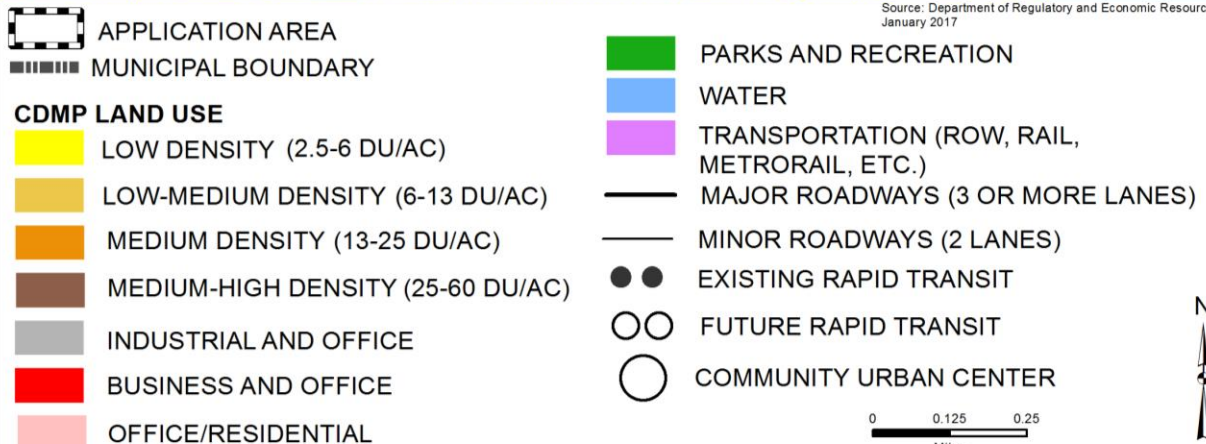 Source: Department of Regulatory and Economic Resourc
January 2017
APPLICATION AREA
MUNICIPAL BOUNDARY
CDMP LAND USE
LOW DENSITY (2.5-6 DU/AC)
LOW-MEDIUM DENSITY (6-13 DU/AC)
MEDIUM DENSITY (13-25 DU/AC)
MEDIUM-HIGH DENSITY (25-60 DU/AC)
INDUSTRIAL AND OFFICE
BUSINESS AND OFFICE
OFFICE/RESIDENTIAL
PARKS AND RECREATION
WATER
TRANSPORTATION (ROW, RAIL,
METRORAIL, ETC.)
MAJOR ROADWAYS (3 OR MORE LANES)
MINOR ROADWAYS (2 LANES)
EXISTING RAPID TRANSIT
FUTURE RAPID TRANSIT
COMMUNITY URBAN CENTER
0 0.125 0.25
N